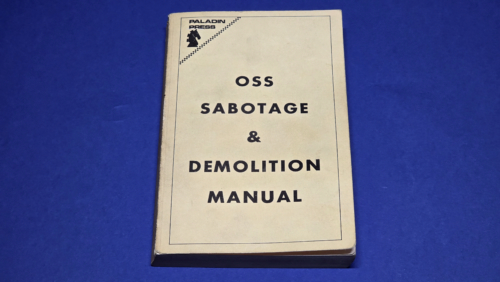 PALADIN
PRESS
OSS
SABOTAGE
&
DEMOLITION
MANUAL